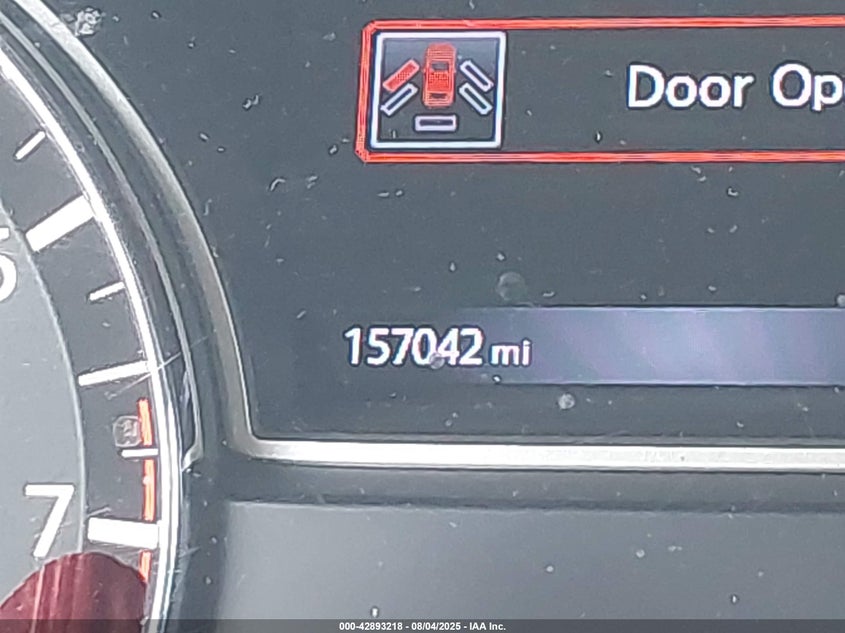 Door Op
157042 mi
7
000-42893218 - 08/04/2025 - IAA Inc.